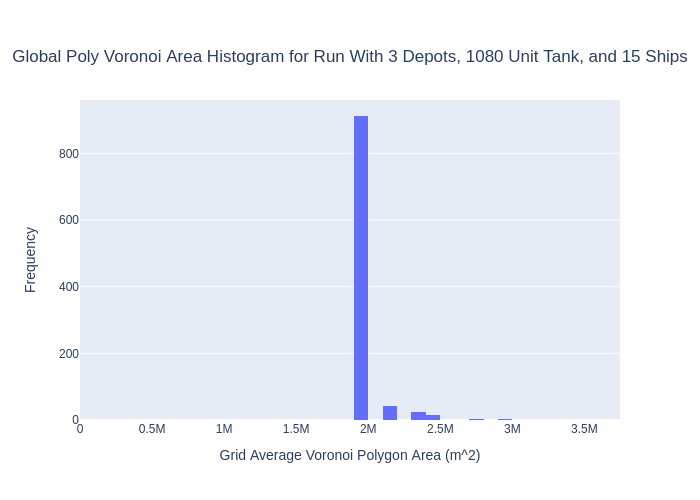 Global Poly Voronoi Area Histogram for Run With 3 Depots, 1080 Unit Tank, and 15 Ships
800
600
400
200
0
Frequency
0 0.5M 1M 1.5M 2M 2.5M 3M 3.5M
Grid Average Voronoi Polygon Area (m^2)